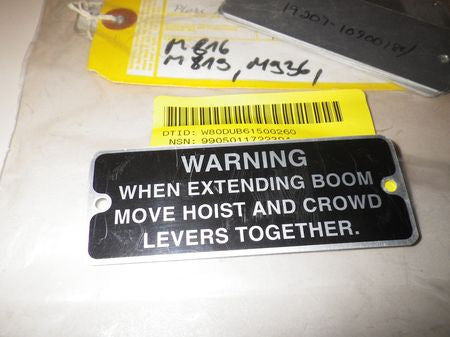 M816
M819, M936,
DTID: W80DUB61500260
WARNING
WHEN EXTENDING BOOM
MOVE HOIST AND CROWD
LEVERS TOGETHER.